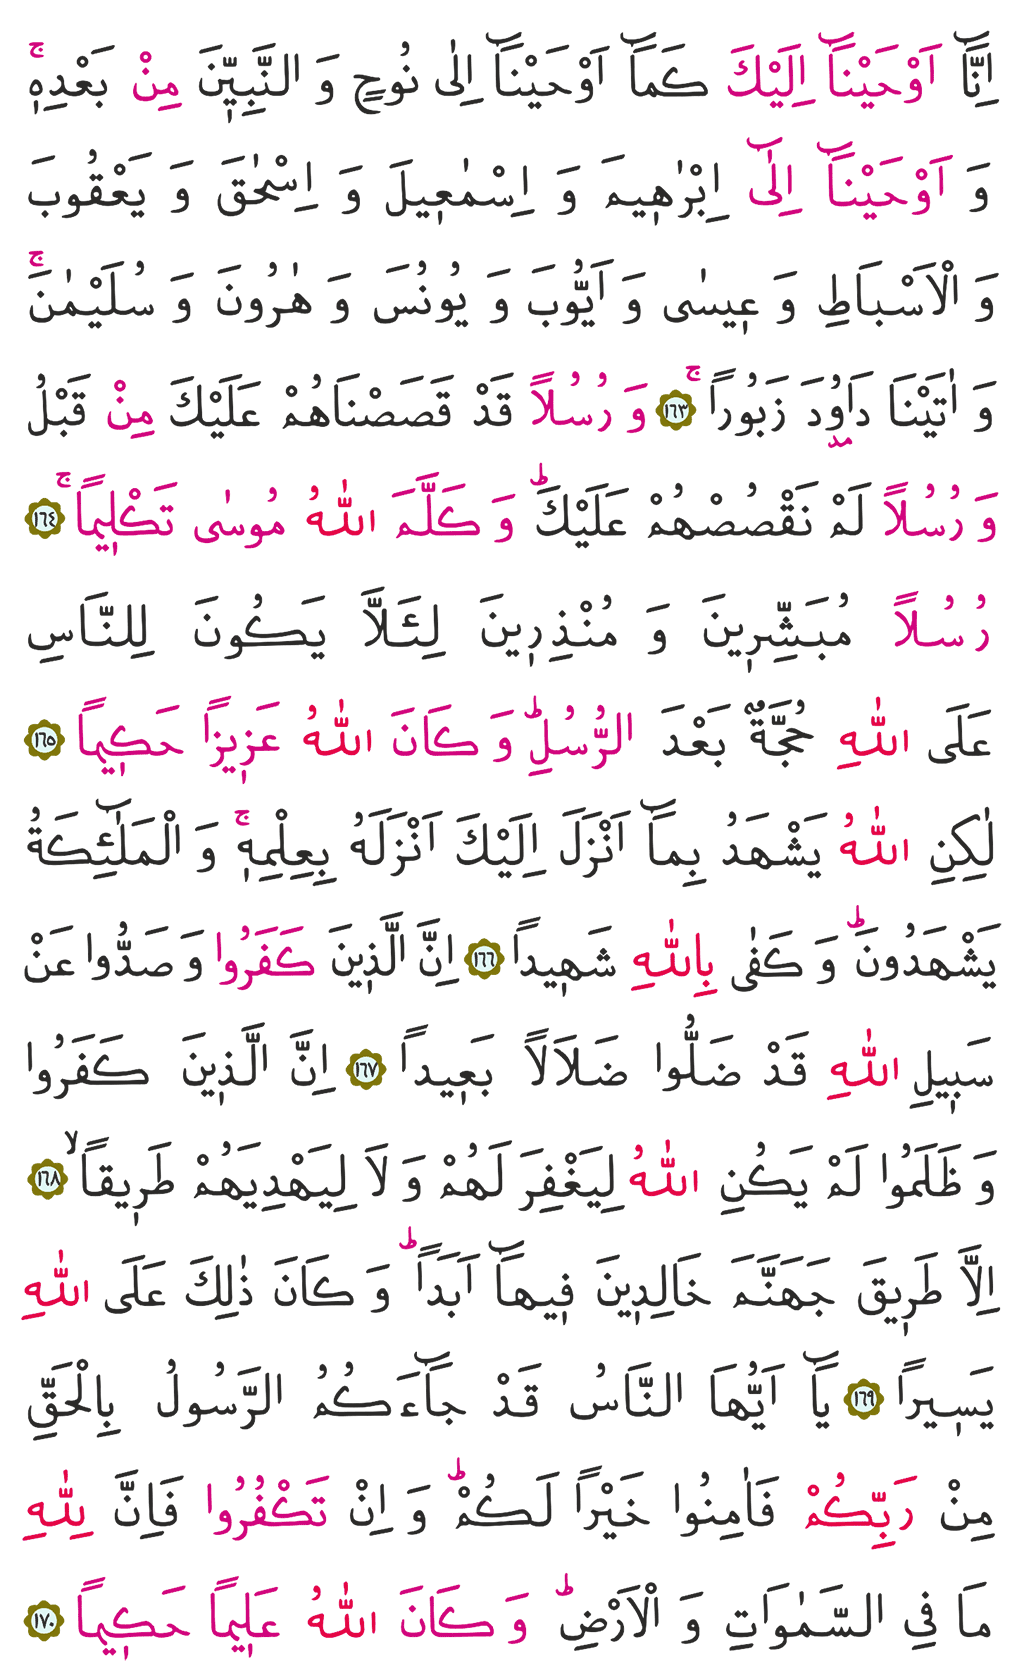 اِنَّٓا اَوْحَيْنَٓا اِلَيْكَ كَمَٓا اَوْحَيْنَٓا اِلٰى نُوحٍ وَ النَّبِيّٖنَ مِنْ بَعْدِهٖۚ
وَ اَوْحَيْنَٓا اِلٰٓى اِبْرٰهٖيمَ وَ اِسْمٰعٖيلَ وَ اِسْحٰقَ وَ يَعْقُوبَ
وَ الْاَسْبَاطِ وَ عٖيسٰى وَ اَيُّوبَ وَ يُونُسَ وَ هٰرُونَ وَ سُلَيْمٰنَۚ
وَ اٰتَيْنَا دَاوُ۫دَ زَبُوراًۚ ﴿١٦٣﴾ وَ رُسُلاً قَدْ قَصَصْنَاهُمْ عَلَيْكَ مِنْ قَبْلُ
وَ رُسُلاً لَمْ نَقْصُصْهُمْ عَلَيْكَؕ وَ كَلَّمَ اللّٰهُ مُوسٰى تَكْلٖيماًۚ ﴿١٦٤﴾
رُسُلاً مُبَشِّرٖينَ وَ مُنْذِرٖينَ لِئَلَّا يَكُونَ لِلنَّاسِ
عَلَى اللّٰهِ حُجَّةٌ بَعْدَ الرُّسُلِؕ وَ كَانَ اللّٰهُ عَزٖيزاً حَكٖيماً ﴿١٦٥﴾
لٰكِنِ اللّٰهُ يَشْهَدُ بِمَٓا اَنْزَلَ اِلَيْكَ اَنْزَلَهُ بِعِلْمِهٖۚ وَ الْمَلٰٓئِكَةُ
يَشْهَدُونَؕ وَ كَفٰى بِاللّٰهِ شَهٖيداً ﴿١٦٦﴾ اِنَّ الَّذٖينَ كَفَرُوا وَ صَدُّوا عَنْ
سَبٖيلِ اللّٰهِ قَدْ ضَلُّوا ضَلَالاً بَعٖيداً ﴿١٦٧﴾ اِنَّ الَّذٖينَ كَفَرُوا
وَ ظَلَمُوا لَمْ يَكُنِ اللّٰهُ لِيَغْفِرَ لَهُمْ وَ لَا لِيَهْدِيَهُمْ طَرٖيقاًۙ ﴿١٦٨﴾
اِلَّا طَرٖيقَ جَهَنَّمَ خَالِدٖينَ فٖيهَٓا اَبَداًؕ وَ كَانَ ذٰلِكَ عَلَى اللّٰهِ
يَسٖيراً ﴿١٦٩﴾ يَٓا اَيُّهَا النَّاسُ قَدْ جَٓاءَكُمُ الرَّسُولُ بِالْحَقِّ
مِنْ رَبِّكُمْ فَاٰمِنُوا خَيْراً لَكُمْؕ وَ اِنْ تَكْفُرُوا فَاِنَّ لِلّٰهِ
مَا فِي السَّمٰوَاتِ وَ الْاَرْضِؕ وَ كَانَ اللّٰهُ عَلٖيماً حَكٖيماً ﴿١٧٠﴾